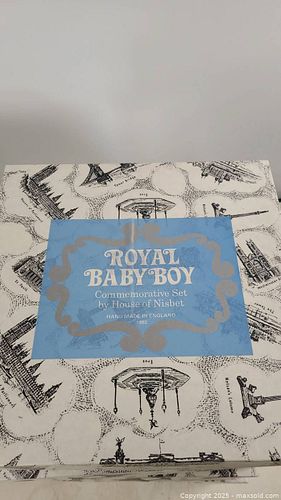 ROYAL
BABY BOY
Commemorative Set
by House of Nisbet
HAND MADE IN ENGLAND
1982
Copyright © 2025 - maxsold.com